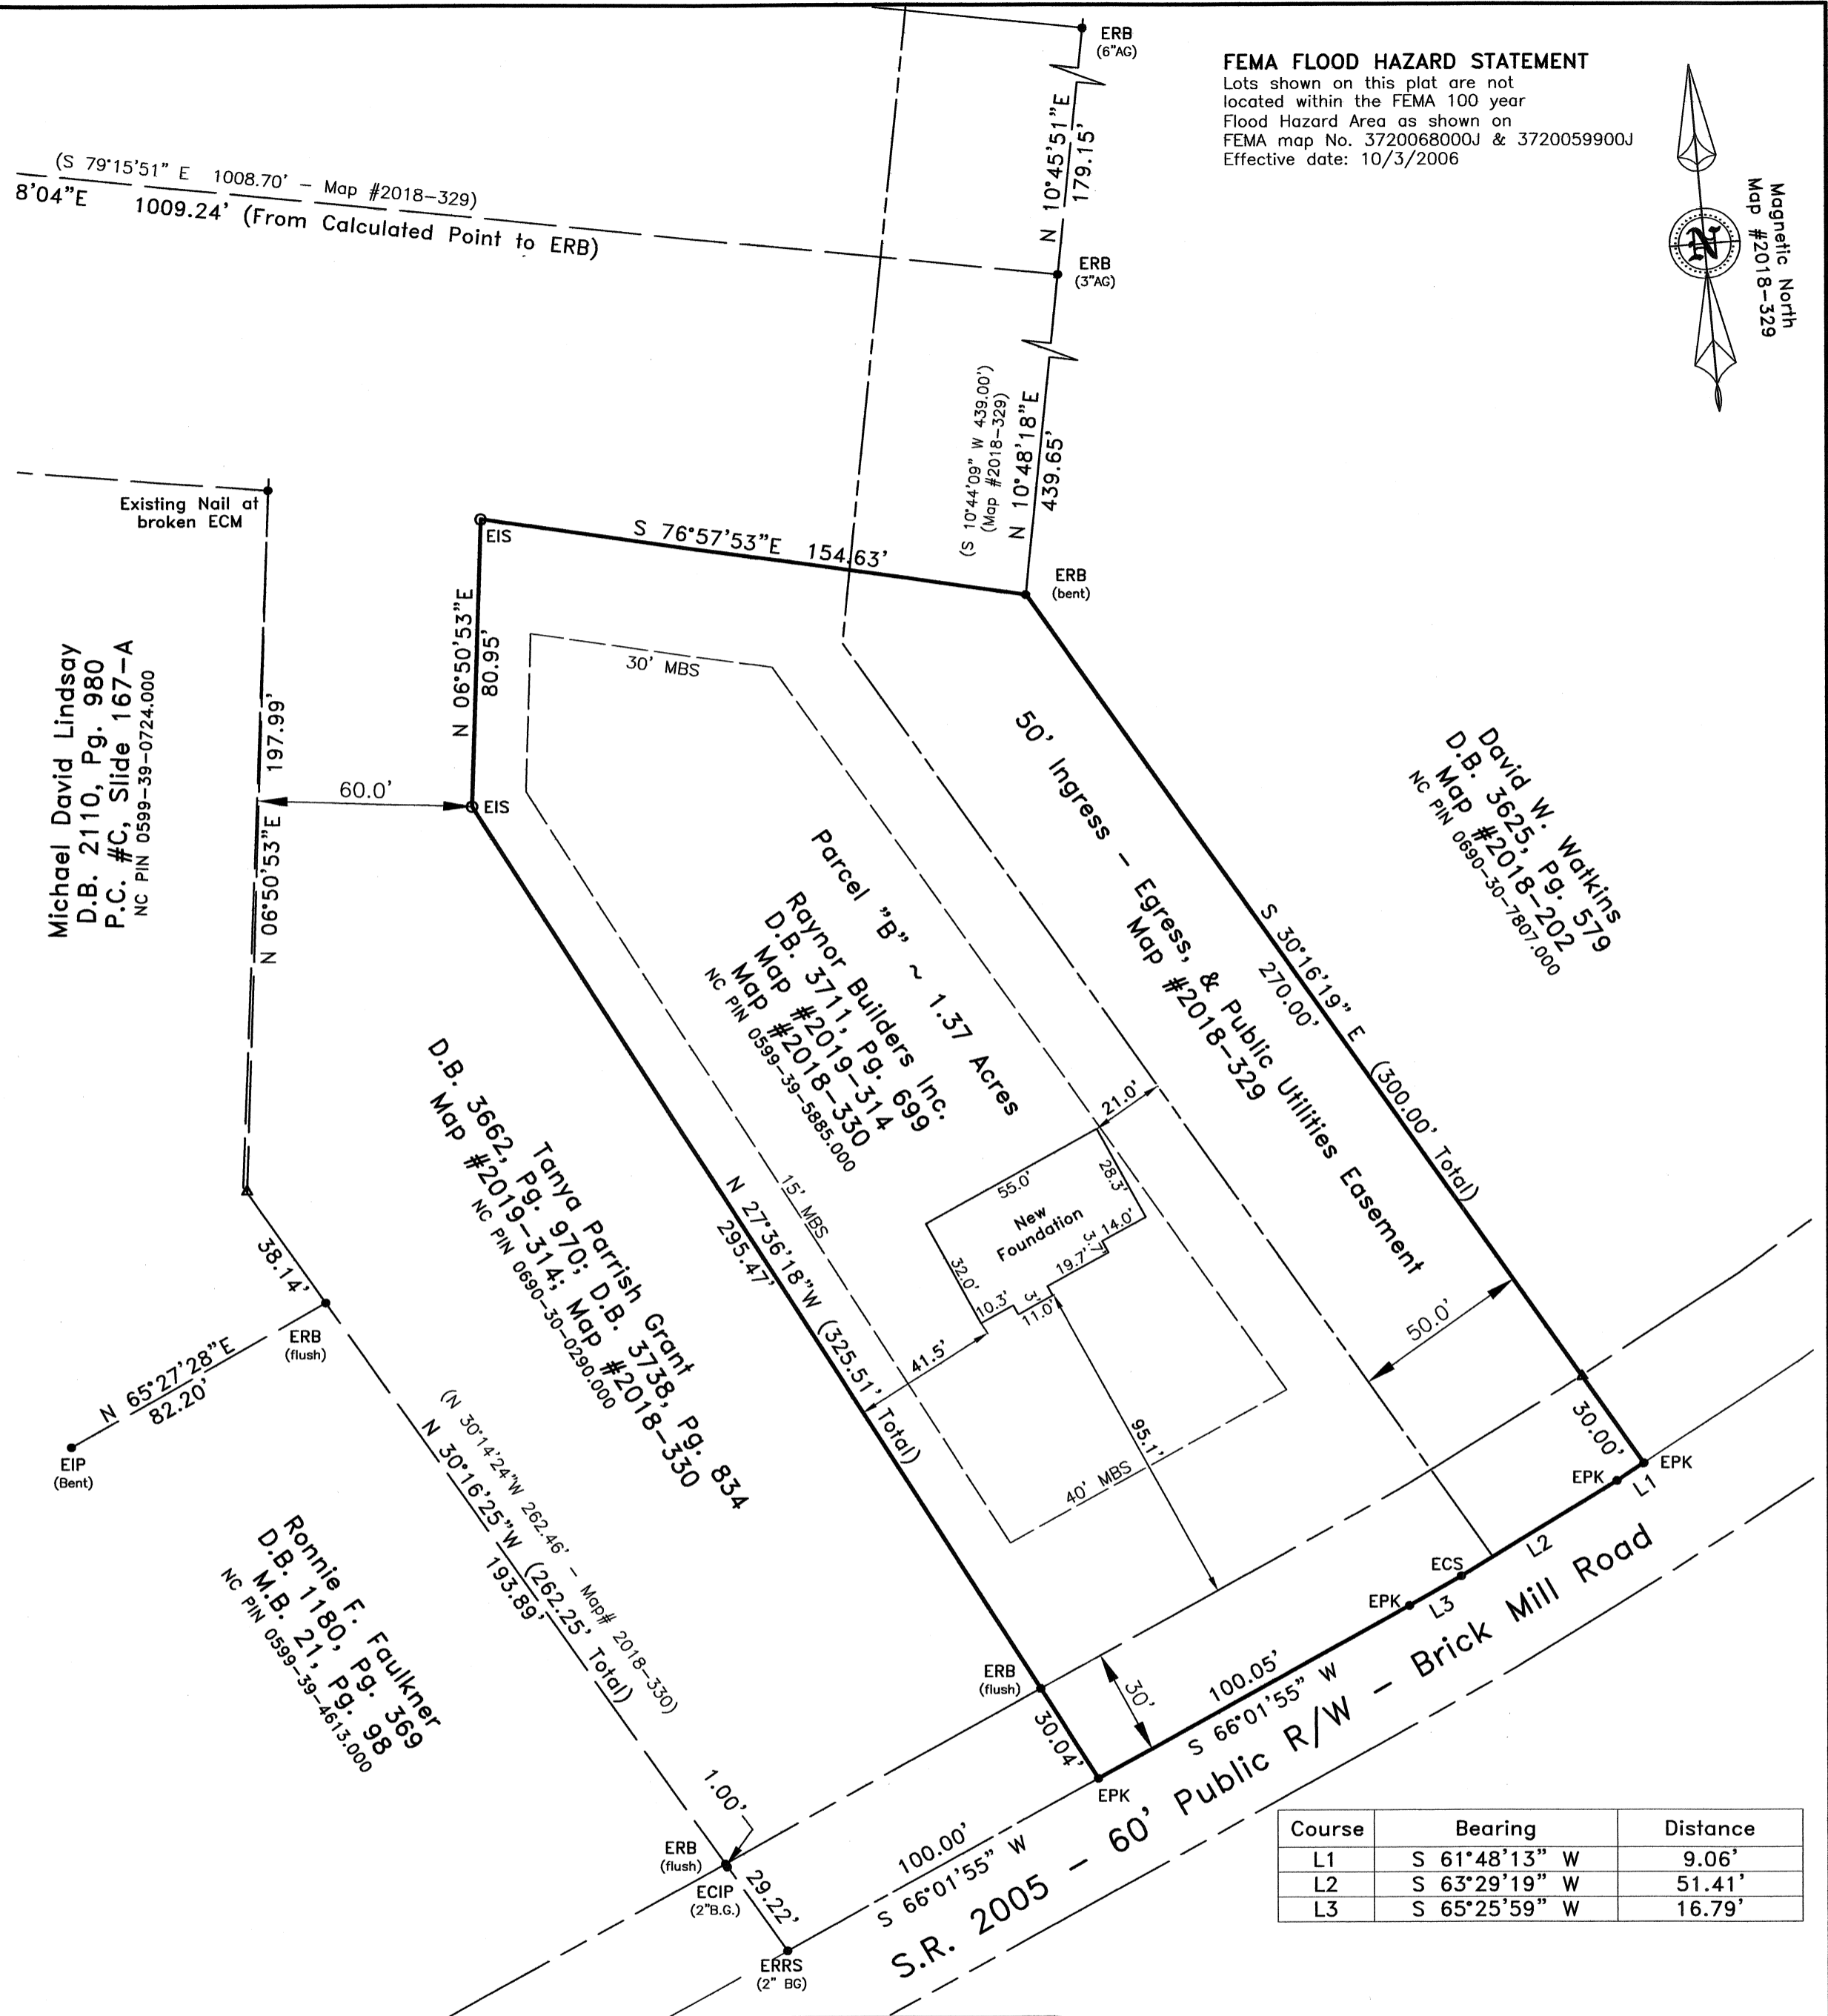 ERB
(6"AG)
FEMA FLOOD HAZARD STATEMENT
Lots shown on this plat are not
located within the FEMA 100 year
Flood Hazard Area as shown on
FEMA map No. 3720068000J & 3720059900J
Effective date: 10/3/2006
Magnetic North
Map #2018-329
N
N 10°45'51"E
179.15'
(S 79°15'51" E 1008.70' - Map #2018-329)
8'04"E 1009.24' (From Calculated Point to ERB)
ERB
(3"AG)
(S 10°44'09" W 439.00')
(Map #2018-329)
N 10°48'18"E
439.65'
Existing Nail at
broken ECM
EIS
S 76°57'53"E 154.63'
ERB
(bent)
N 06°50'53"E
80.95'
30' MBS
Michael David Lindsay
D.B. 2110, Pg. 980
P.C. #C, Slide 167-A
NC PIN 0599-39-0724.000
N 06°50'53"E 197.99'
60.0'
EIS
50' Ingress - Egress, & Public Utilities Easement
Map #2018-329
David W. Watkins
D.B. 3625, Pg. 579
Map #2018-202
NC PIN 0690-30-7807.000
Parcel "B" ~ 1.37 Acres
Raynor Builders Inc.
D.B. 3711, Pg. 699
Map #2019-314
Map #2018-330
NC PIN 0599-39-5885.000
S 30°16'19" E (300.00' Total)
270.00'
Tanya Parrish Grant
D.B. 3662, Pg. 970; D.B. 3738, Pg. 834
Map #2019-314; Map #2018-330
NC PIN 0690-30-0290.000
15' MBS
N 27°36'18"W (325.51' Total)
295.47'
21.0'
55.0'
28.3'
New
Foundation
14.0'
3.7'
19.7'
32.0'
10.3'
3'
11.0'
41.5'
95.1'
50.0'
40' MBS
38.14'
ERB
(flush)
N 65°27'28"E
82.20'
EIP
(Bent)
(N 30°14'24"W 262.46' - Map# 2018-330)
N 30°16'25"W (262.25' Total)
193.89'
Ronnie F. Faulkner
D.B. 1180, Pg. 369
M.B. 21, Pg. 98
NC PIN 0599-39-4613.000
30.00'
EPK
EPK
L1
L2
ECS
EPK
L3
ERB
(flush)
30'
100.05'
S 66°01'55" W
30.04'
EPK
1.00'
ERB
(flush)
ECIP
(2"B.G.)
29.22'
100.00'
S 66°01'55" W
ERRS
(2" BG)
S.R. 2005 - 60' Public R/W - Brick Mill Road
Course Bearing Distance
L1 S 61°48'13" W 9.06'
L2 S 63°29'19" W 51.41'
L3 S 65°25'59" W 16.79'